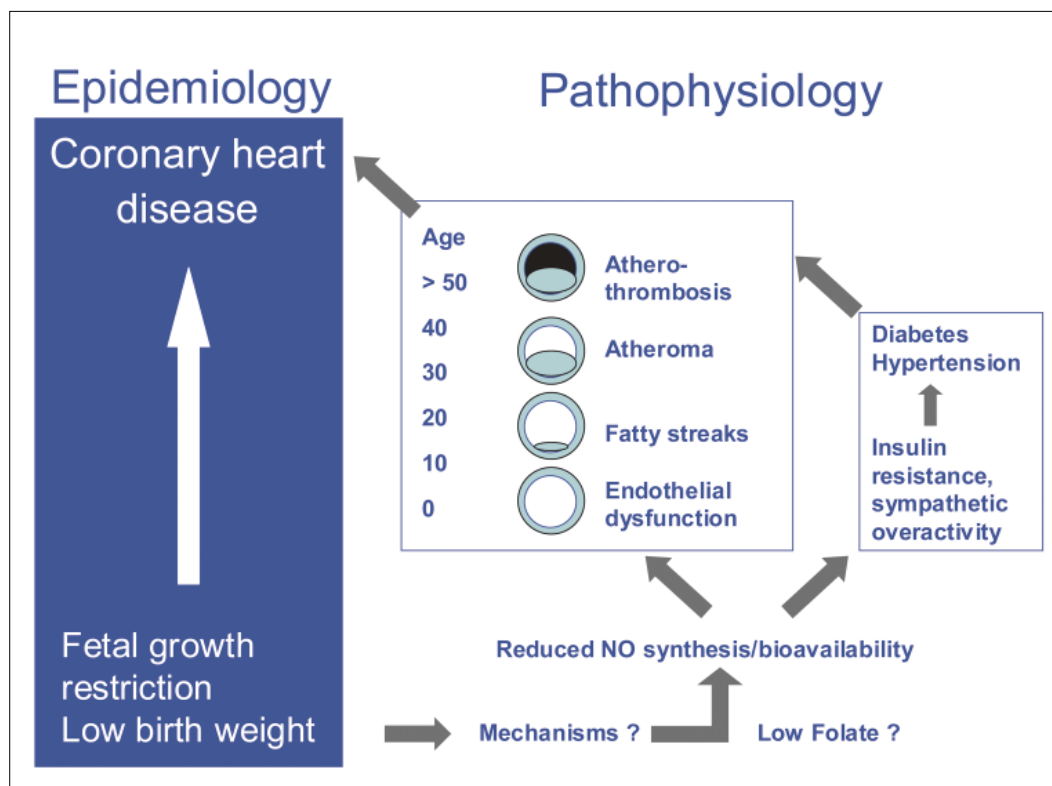 Epidemiology
Coronary heart
disease
Fetal growth
restriction
Low birth weight
Pathophysiology
Age
> 50
40
30
20
10
0
Athero-
thrombosis
Atheroma
Fatty streaks
Endothelial
dysfunction
Diabetes
Hypertension
Insulin
resistance,
sympathetic
overactivity
Reduced NO synthesis/bioavailability
Mechanisms ?
Low Folate ?